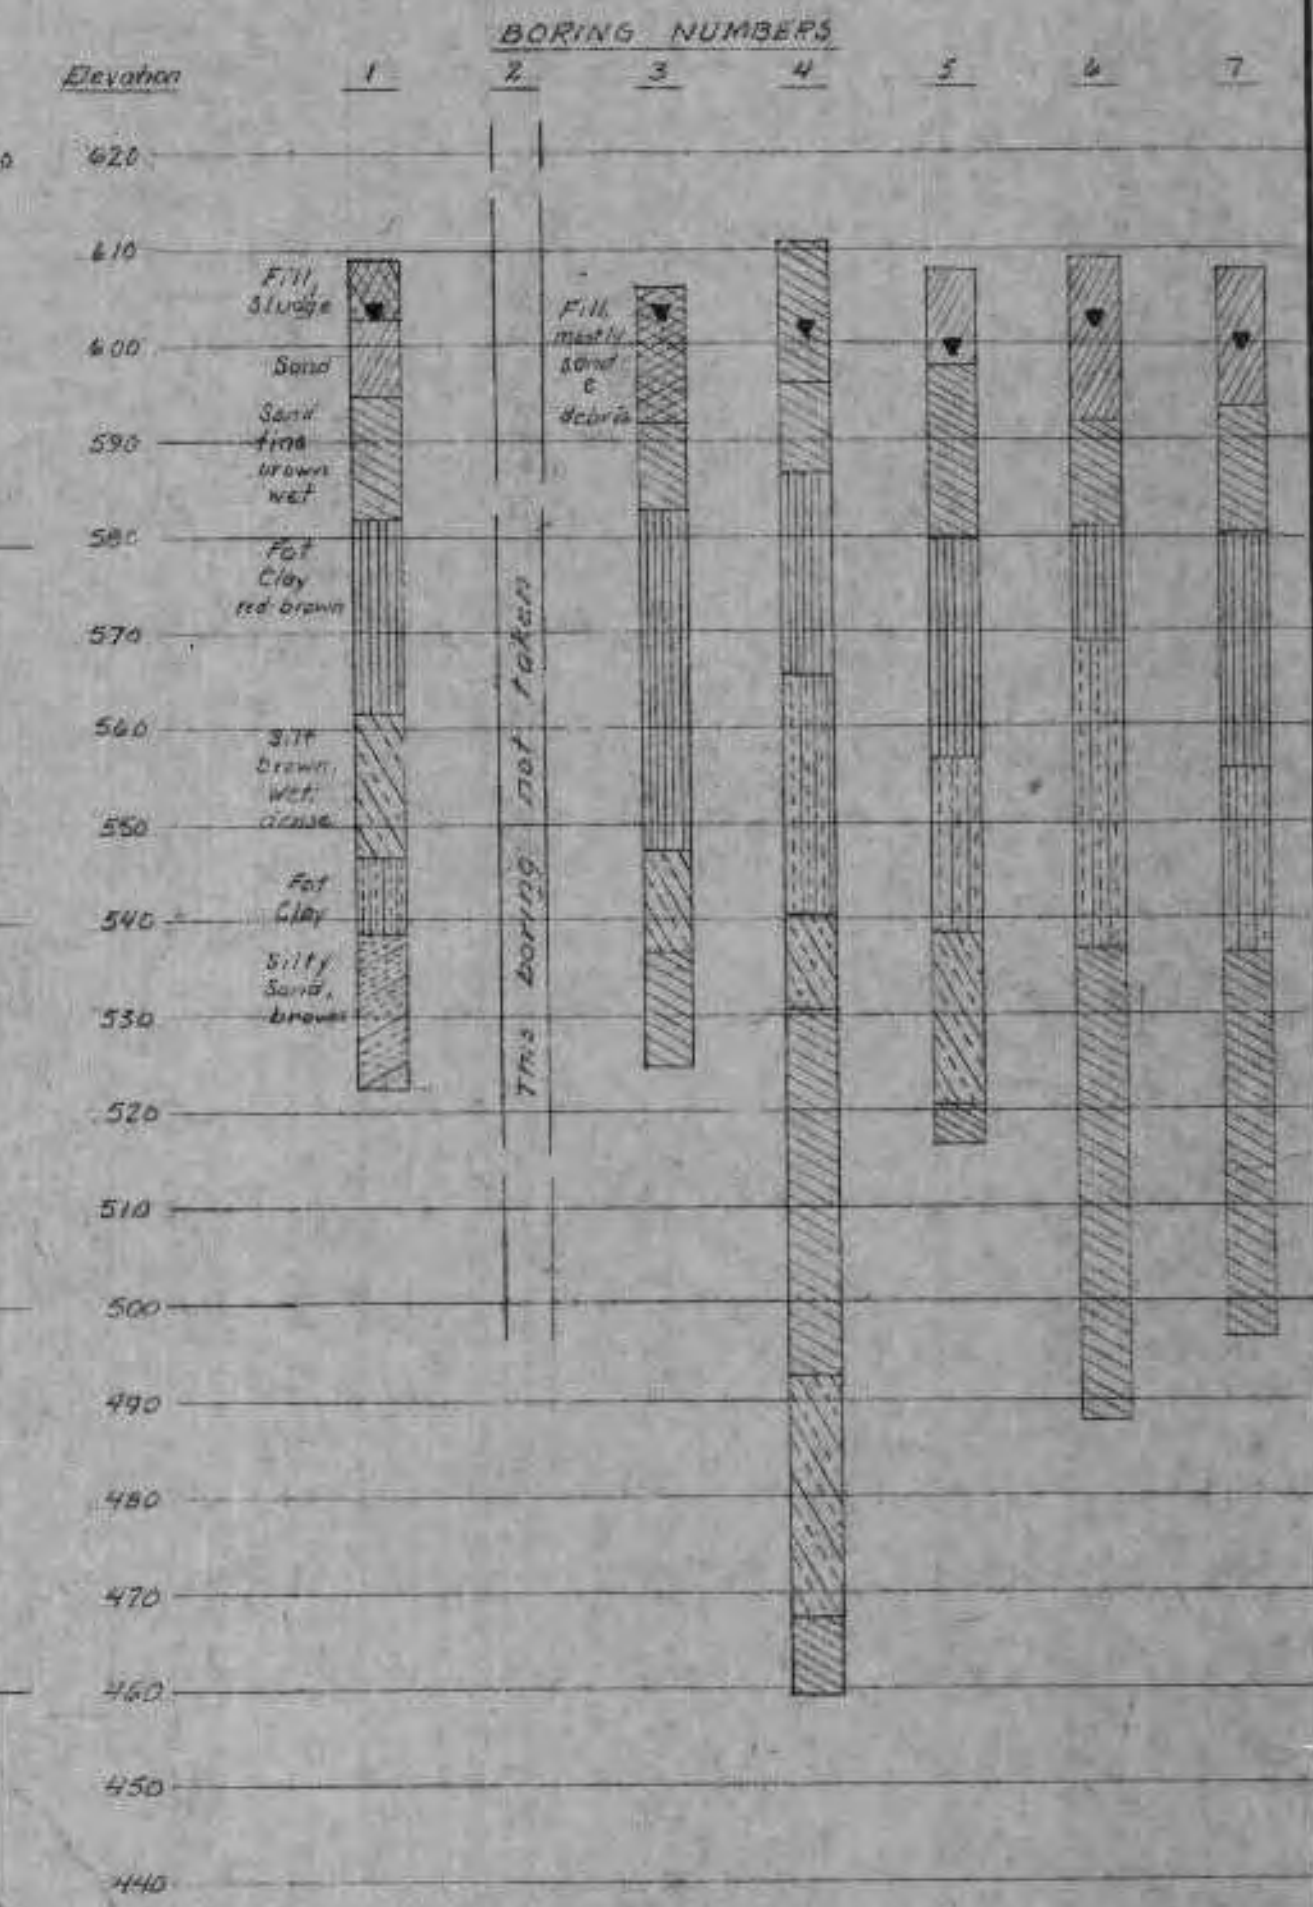 BORING NUMBERS
Elevation 1 2 3 4 5 6 7
0
620
610
Fill,
Sludge
Fill,
mostly
sand
&
debris
600
Sand
Sand
fine
brown
wet
590
580
Fat
Clay
red-brown
570
560
Silt
brown,
wet,
dense
550
Fat
Clay
540
Silty
Sand,
brown
530
This boring not taken
520
510
500
490
480
470
460
450
440